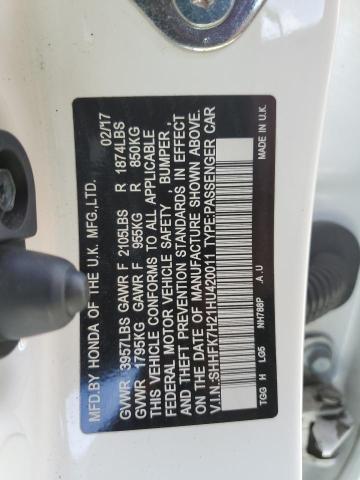 MFD.BY HONDA OF THE U.K. MFG.,LTD. 02/17
GVWR 3957LBS GAWR F 2105LBS R 1874LBS
GVWR 1795KG GAWR F 955KG R 850KG
THIS VEHICLE CONFORMS TO ALL APPLICABLE
FEDERAL MOTOR VEHICLE SAFETY, BUMPER,
AND THEFT PREVENTION STANDARDS IN EFFECT
ON THE DATE OF MANUFACTURE SHOWN ABOVE.
V.I.N:SHHFK7H21HU420011 TYPE:PASSENGER CAR
TGG H LG5 NH788P A.U MADE IN U.K.